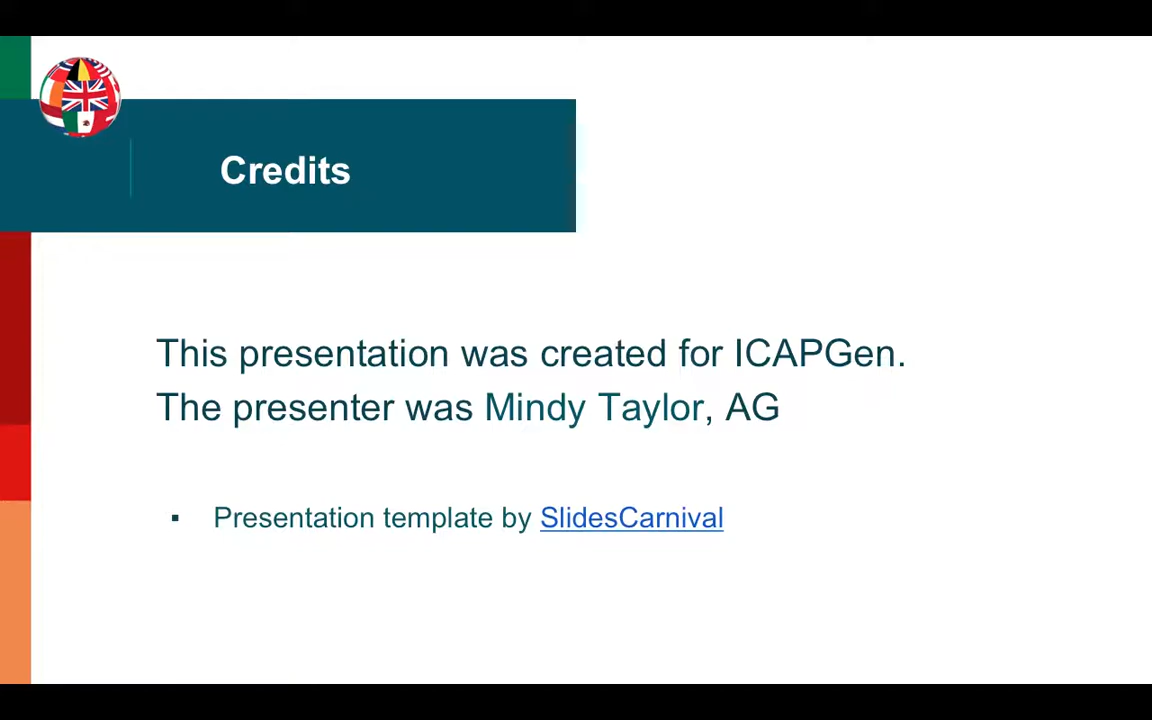 Credits
This presentation was created for ICAPGen.
The presenter was Mindy Taylor, AG
▪ Presentation template by SlidesCarnival